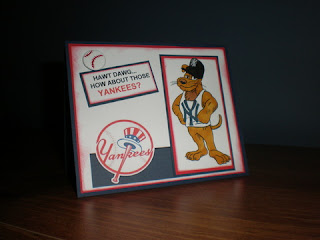 HAWT DAWG...
HOW ABOUT THOSE
YANKEES?
NY
Yankees